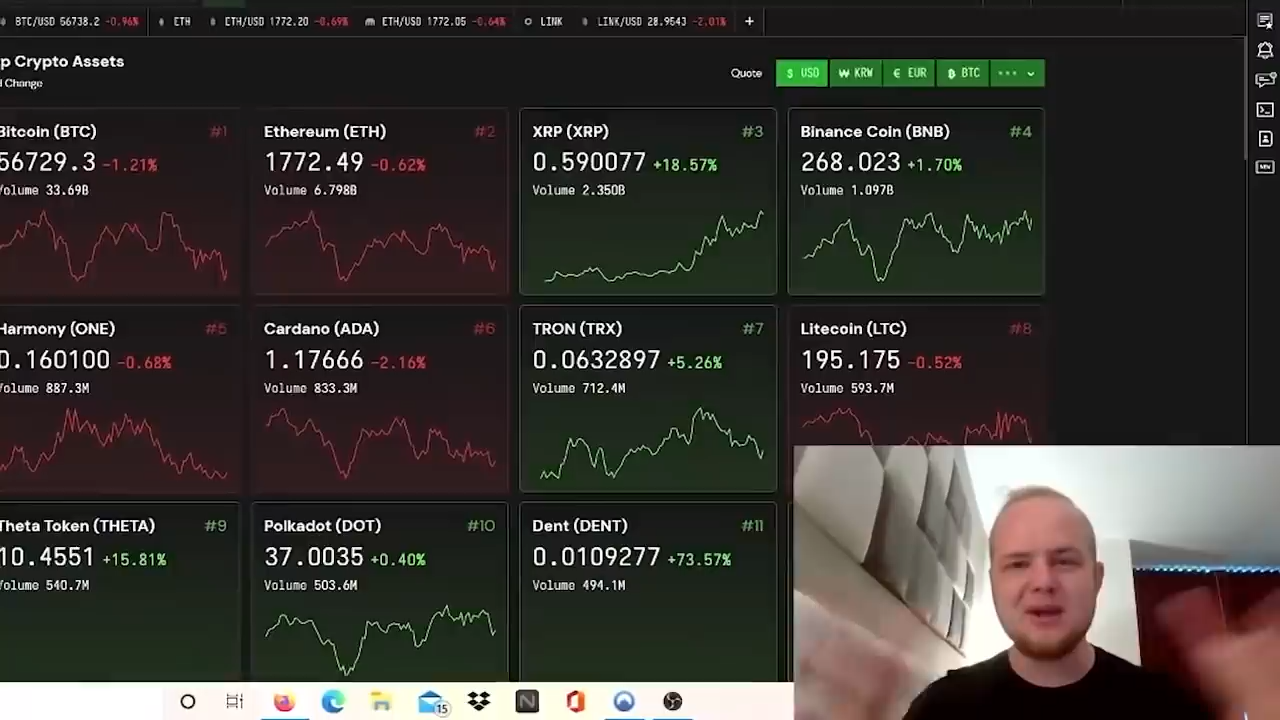 BTC/USD 56738.2 -0.96% ETH ETH/USD 1772.20 -0.69% ETH/USD 1772.05 -0.64% LINK LINK/USD 28.9543 -2.01% +
p Crypto Assets
Change
Quote $ USD ₩ KRW € EUR ₿ BTC •••
Bitcoin (BTC) #1
56729.3 -1.21%
Volume 33.69B
Ethereum (ETH) #2
1772.49 -0.62%
Volume 6.798B
XRP (XRP) #3
0.590077 +18.57%
Volume 2.350B
Binance Coin (BNB) #4
268.023 +1.70%
Volume 1.097B
Harmony (ONE) #5
0.160100 -0.68%
Volume 887.3M
Cardano (ADA) #6
1.17666 -2.16%
Volume 833.3M
TRON (TRX) #7
0.0632897 +5.26%
Volume 712.4M
Litecoin (LTC) #8
195.175 -0.52%
Volume 593.7M
Theta Token (THETA) #9
10.4551 +15.81%
Volume 540.7M
Polkadot (DOT) #10
37.0035 +0.40%
Volume 503.6M
Dent (DENT) #11
0.0109277 +73.57%
Volume 494.1M
15
N